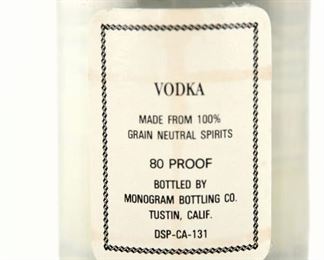 VODKA
MADE FROM 100%
GRAIN NEUTRAL SPIRITS
80 PROOF
BOTTLED BY
MONOGRAM BOTTLING CO.
TUSTIN, CALIF.
DSP-CA-131